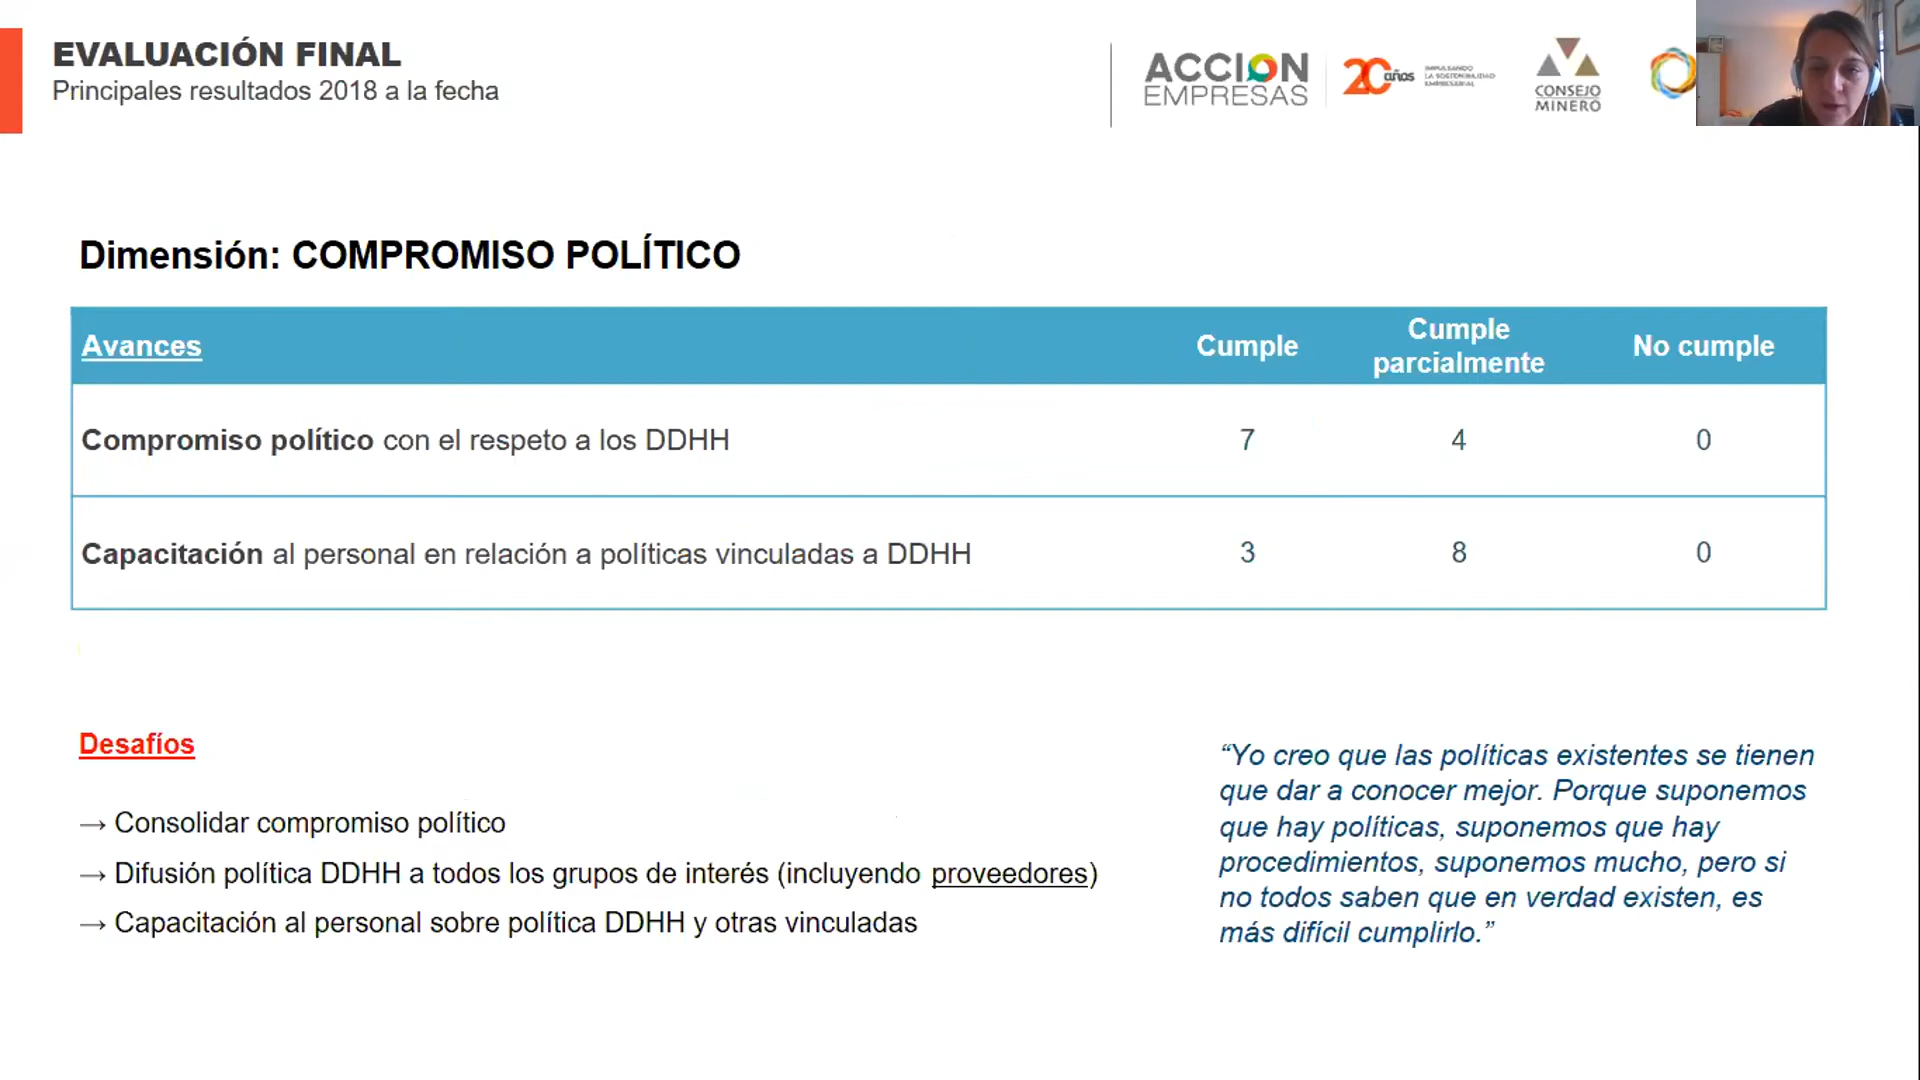 EVALUACIÓN FINAL
Principales resultados 2018 a la fecha
ACCION
EMPRESAS
20 años
IMPULSANDO
LA SOSTENIBILIDAD
EMPRESARIAL
CONSEJO
MINERO
Dimensión: COMPROMISO POLÍTICO
Avances Cumple Cumple parcialmente No cumple
Compromiso político con el respeto a los DDHH 7 4 0
Capacitación al personal en relación a políticas vinculadas a DDHH 3 8 0
Desafíos
→ Consolidar compromiso político
→ Difusión política DDHH a todos los grupos de interés (incluyendo proveedores)
→ Capacitación al personal sobre política DDHH y otras vinculadas
“Yo creo que las políticas existentes se tienen
que dar a conocer mejor. Porque suponemos
que hay políticas, suponemos que hay
procedimientos, suponemos mucho, pero si
no todos saben que en verdad existen, es
más difícil cumplirlo.”